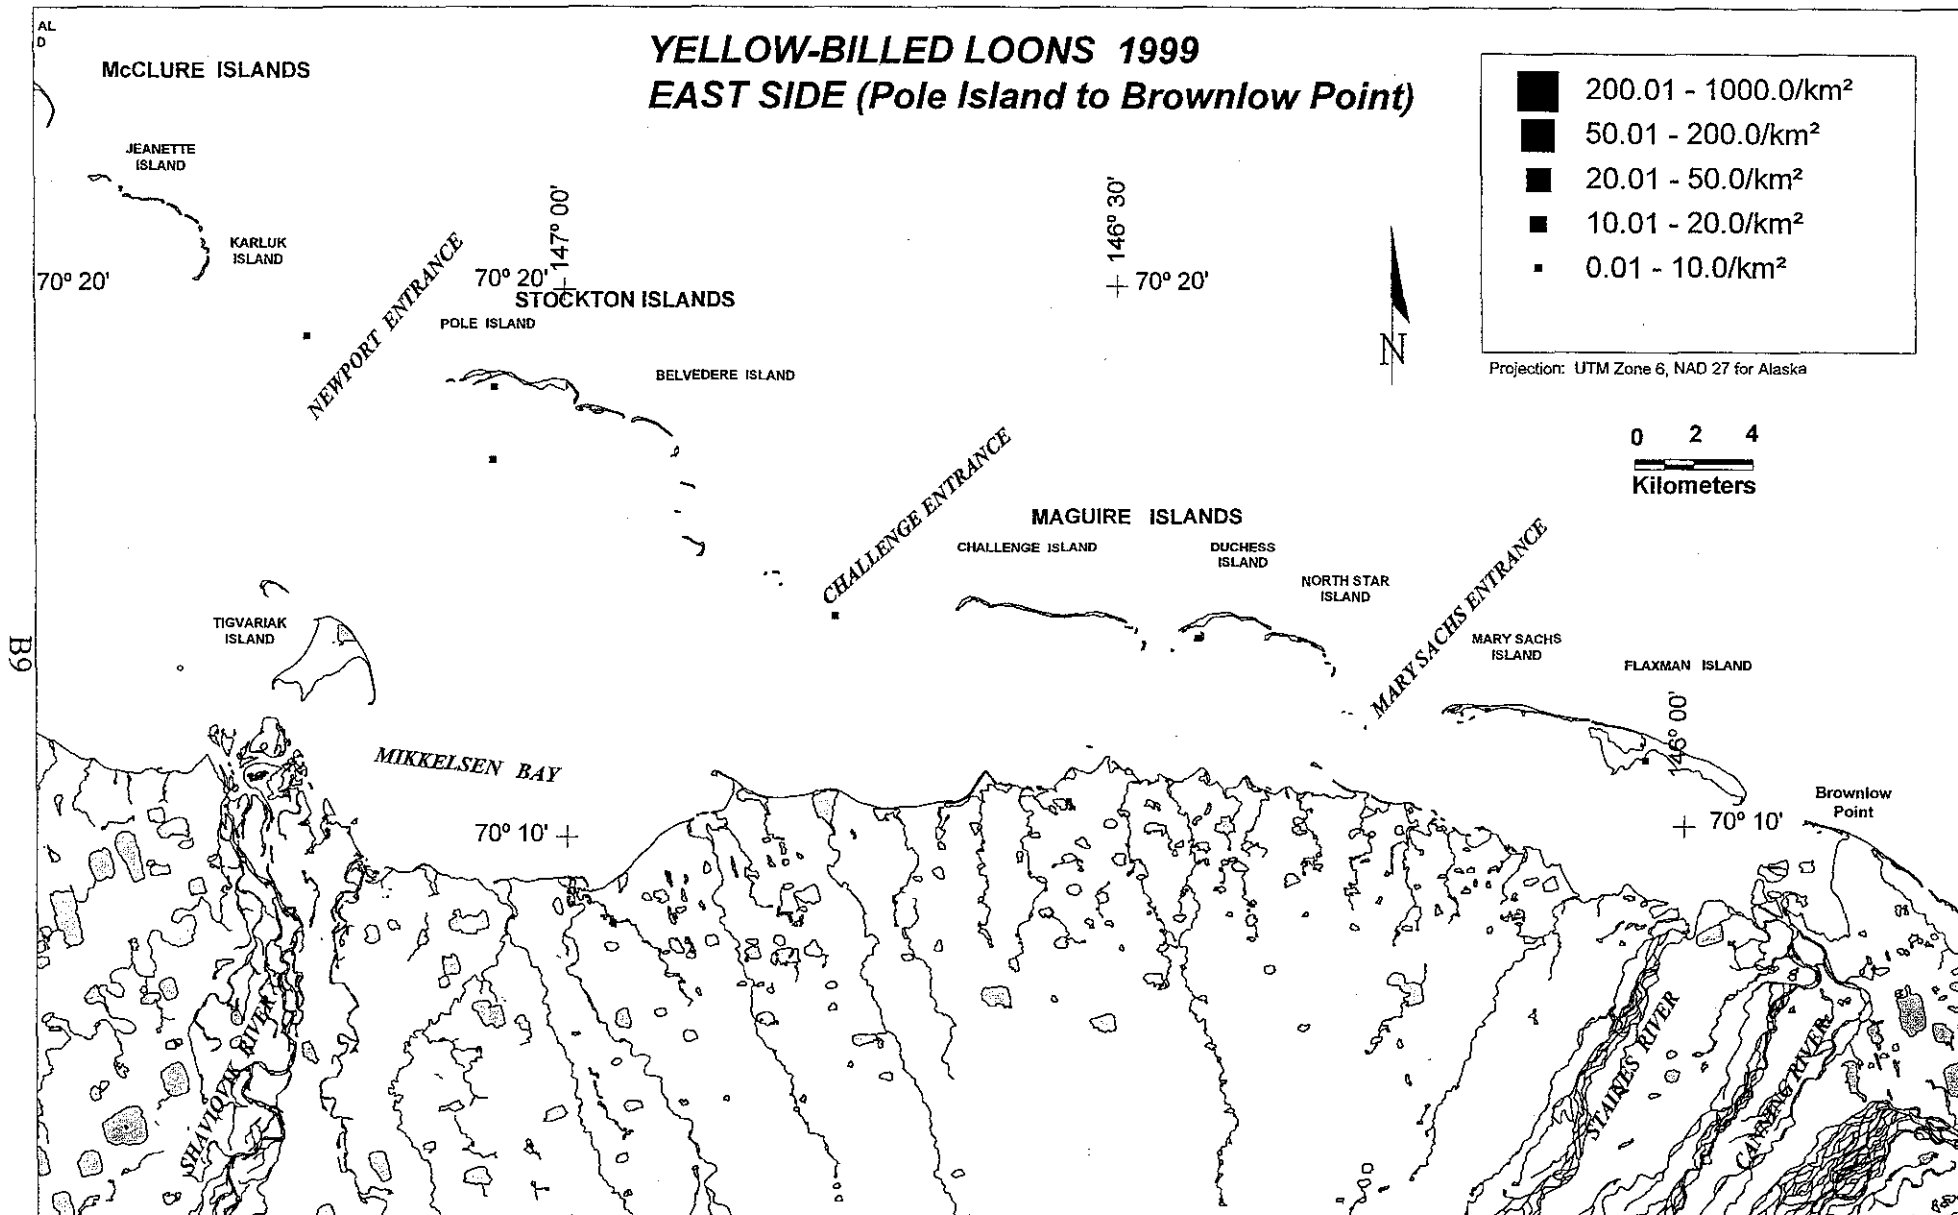 AL
D
McCLURE ISLANDS
YELLOW-BILLED LOONS 1999
EAST SIDE (Pole Island to Brownlow Point)
200.01 - 1000.0/km²
50.01 - 200.0/km²
20.01 - 50.0/km²
10.01 - 20.0/km²
0.01 - 10.0/km²
Projection: UTM Zone 6, NAD 27 for Alaska
JEANETTE
ISLAND
KARLUK
ISLAND
70° 20'
NEWPORT ENTRANCE
147° 00'
70° 20'
STOCKTON ISLANDS
POLE ISLAND
BELVEDERE ISLAND
146° 30'
70° 20'
N
0 2 4
Kilometers
CHALLENGE ENTRANCE
MAGUIRE ISLANDS
CHALLENGE ISLAND
DUCHESS
ISLAND
NORTH STAR
ISLAND
MARY SACHS ENTRANCE
MARY SACHS
ISLAND
FLAXMAN ISLAND
146° 00'
TIGVARIAK
ISLAND
B9
MIKKELSEN BAY
70° 10'
70° 10'
Brownlow
Point
SHAVIOVIK RIVER
STAINES RIVER
CANNING RIVER